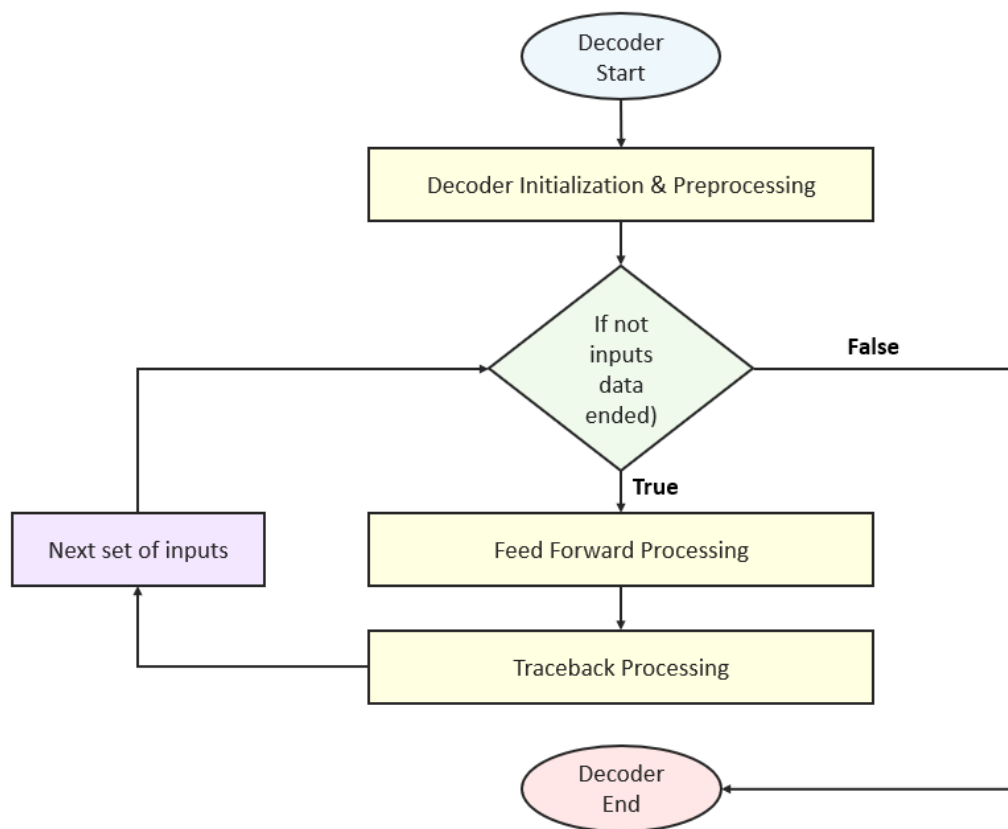 Decoder
Start
Decoder Initialization & Preprocessing
If not
inputs
data
ended)
False
True
Next set of inputs
Feed Forward Processing
Traceback Processing
Decoder
End